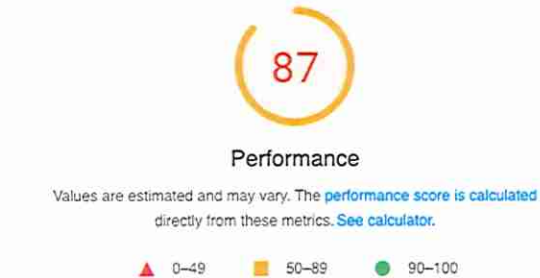 87
Performance
Values are estimated and may vary. The performance score is calculated
directly from these metrics. See calculator.
0–49 50–89 90–100